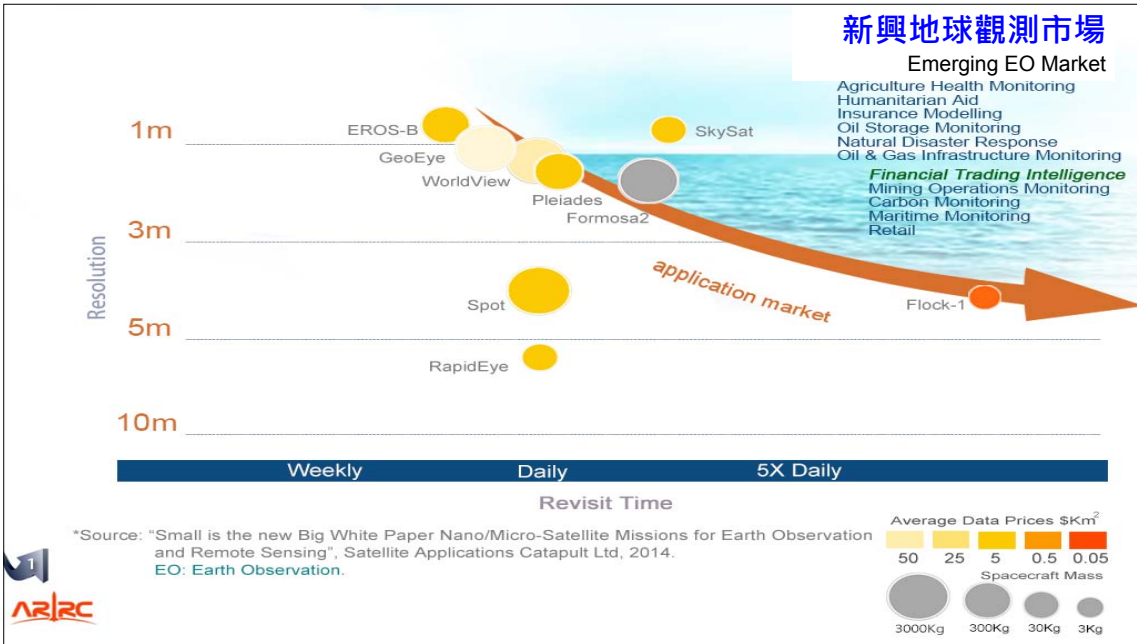 新興地球觀測市場
Emerging EO Market
Agriculture Health Monitoring
Humanitarian Aid
Insurance Modelling
Oil Storage Monitoring
Natural Disaster Response
Oil & Gas Infrastructure Monitoring
Financial Trading Intelligence
Mining Operations Monitoring
Carbon Monitoring
Maritime Monitoring
Retail
Resolution
1m
3m
5m
10m
EROS-B
SkySat
GeoEye
WorldView
Pleiades
Formosa2
application market
Spot
Flock-1
RapidEye
Weekly Daily 5X Daily
Revisit Time
*Source: “Small is the new Big White Paper Nano/Micro-Satellite Missions for Earth Observation
and Remote Sensing”, Satellite Applications Catapult Ltd, 2014.
EO: Earth Observation.
Average Data Prices $Km²
50 25 5 0.5 0.05
Spacecraft Mass
3000Kg 300Kg 30Kg 3Kg
1
ARRC